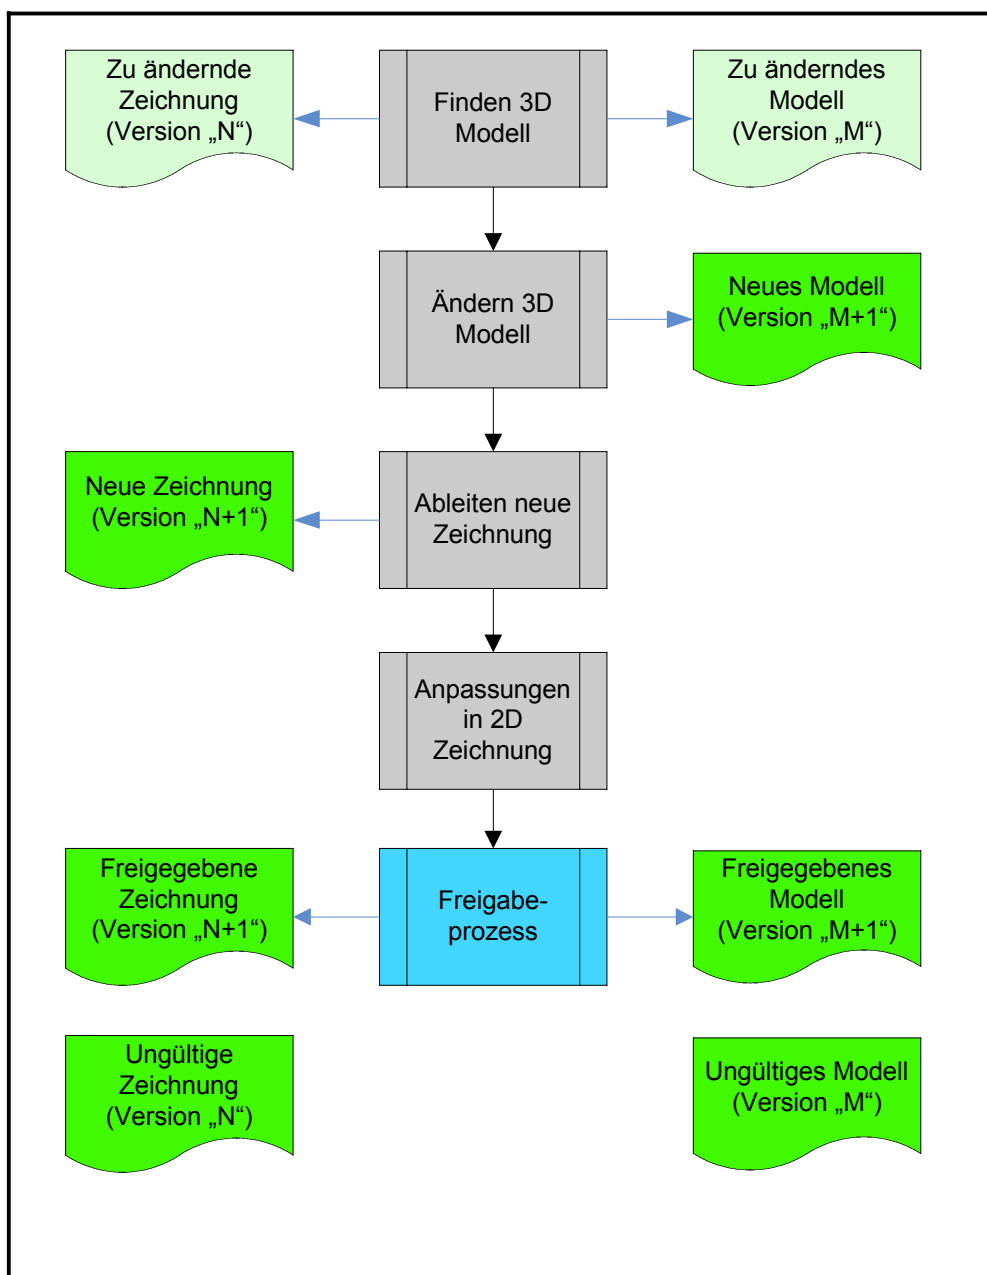 Zu ändernde
Zeichnung
(Version „N“)
Finden 3D
Modell
Zu änderndes
Modell
(Version „M“)
Ändern 3D
Modell
Neues Modell
(Version „M+1“)
Neue Zeichnung
(Version „N+1“)
Ableiten neue
Zeichnung
Anpassungen
in 2D
Zeichnung
Freigegebene
Zeichnung
(Version „N+1“)
Freigabe-
prozess
Freigegebenes
Modell
(Version „M+1“)
Ungültige
Zeichnung
(Version „N“)
Ungültiges Modell
(Version „M“)